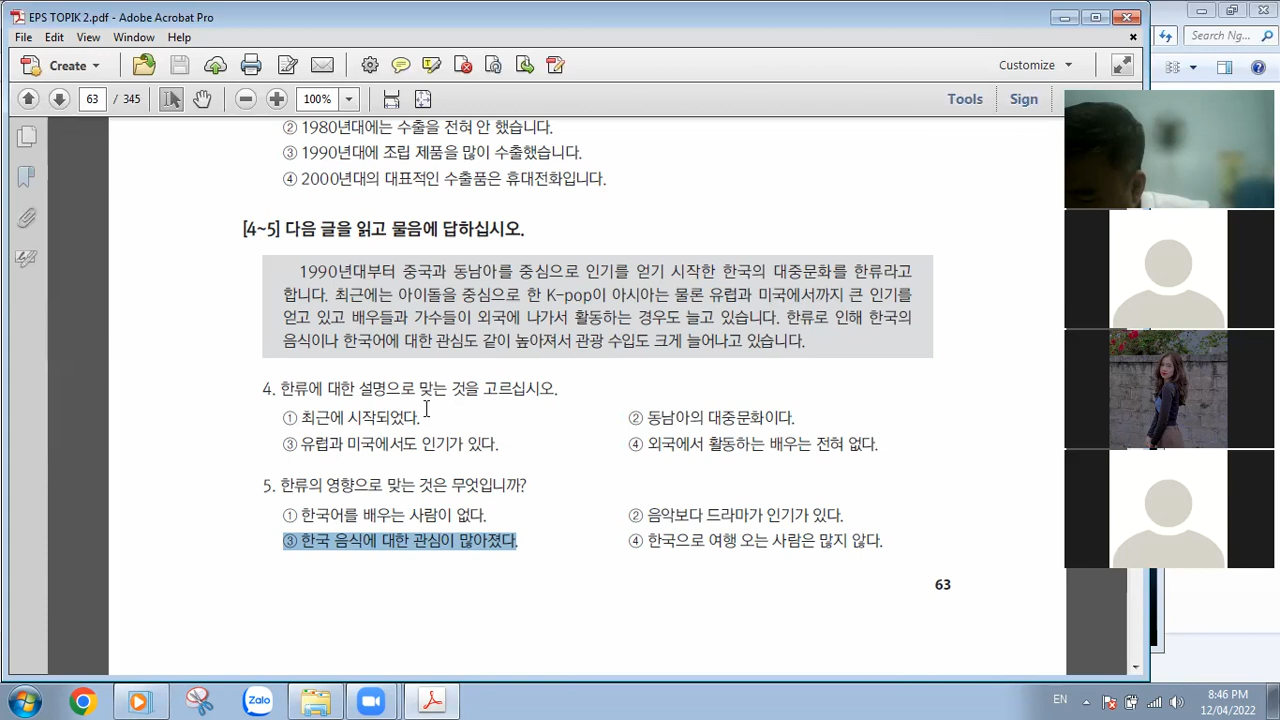 EPS TOPIK 2.pdf - Adobe Acrobat Pro
File Edit View Window Help
Search Ng...
Create
Customize
63 / 345
100%
Tools Sign
② 1980년대에는 수출을 전혀 안 했습니다.
③ 1990년대에 조립 제품을 많이 수출했습니다.
④ 2000년대의 대표적인 수출품은 휴대전화입니다.
[4~5] 다음 글을 읽고 물음에 답하십시오.
1990년대부터 중국과 동남아를 중심으로 인기를 얻기 시작한 한국의 대중문화를 한류라고
합니다. 최근에는 아이돌을 중심으로 한 K-pop이 아시아는 물론 유럽과 미국에서까지 큰 인기를
얻고 있고 배우들과 가수들이 외국에 나가서 활동하는 경우도 늘고 있습니다. 한류로 인해 한국의
음식이나 한국어에 대한 관심도 같이 높아져서 관광 수입도 크게 늘어나고 있습니다.
4. 한류에 대한 설명으로 맞는 것을 고르십시오.
① 최근에 시작되었다. ② 동남아의 대중문화이다.
③ 유럽과 미국에서도 인기가 있다. ④ 외국에서 활동하는 배우는 전혀 없다.
5. 한류의 영향으로 맞는 것은 무엇입니까?
① 한국어를 배우는 사람이 없다. ② 음악보다 드라마가 인기가 있다.
③ 한국 음식에 대한 관심이 많아졌다. ④ 한국으로 여행 오는 사람은 많지 않다.
63
Zalo
EN
8:46 PM
12/04/2022